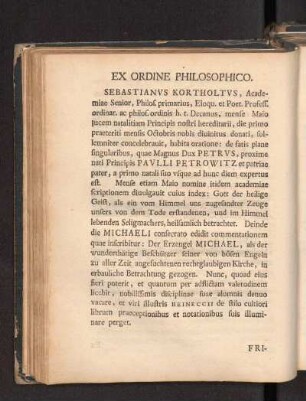 EX ORDINE PHILOSOPHICO.
SEBASTIANVS KORTHOLTVS, Acade-
miae Senior, Philos. primarius, Eloqu. et Poet. Professf.
ordinar. ac philos. ordinis h. t. Decanus, mense Maio
lucem natalitiam Principis nostri hereditarii, die primo
praeteriti mensis Octobris nobis diuinitus donati, sol-
lemniter concelebrauit, habita oratione: de fatis plane
singularibus, quae Magnus Dux PETRVS, proxime
nati Principis PAVLLI PETROWITZ et patriae
pater, a primo natali suo vsque ad hunc diem expertus
est. Mense etiam Maio nomine itidem academiae
scriptionem diuulgauit cuius index: Gott der heilige
Geist, als ein vom Himmel uns zugesandter Zeuge
unsers von dem Tode erstandenen, und im Himmel
lebenden Seligmachers, heilsamlich betrachtet. Deinde
die MICHAELI consecrato edidit commentationem
quae inscribitur: Der Erzengel MICHAEL, als der
wunderthätige Beschützer seiner von bösen Engeln
zu aller Zeit angefochtenen rechtglaubigen Kirche, in
erbauliche Betrachtung gezogen. Nunc, quoad eius
fieri poterit, et quantum per adflictam valetudinem
licebit, nobilissimis disciplinae suae alumnis denuo
vacare, et viri illustris HEINECCII de stilo cultiori
librum praeceptionibus et notationibus suis illumi-
nare perget.
FRI-